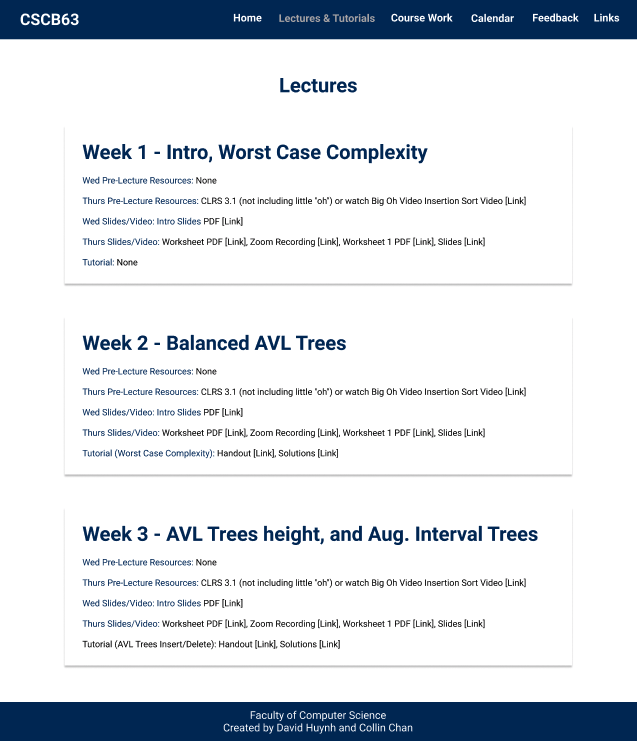 CSCB63
Home Lectures & Tutorials Course Work Calendar Feedback Links
Lectures
Week 1 - Intro, Worst Case Complexity
Wed Pre-Lecture Resources: None
Thurs Pre-Lecture Resources: CLRS 3.1 (not including little "oh") or watch Big Oh Video Insertion Sort Video [Link]
Wed Slides/Video: Intro Slides PDF [Link]
Thurs Slides/Video: Worksheet PDF [Link], Zoom Recording [Link], Worksheet 1 PDF [Link], Slides [Link]
Tutorial: None
Week 2 - Balanced AVL Trees
Wed Pre-Lecture Resources: None
Thurs Pre-Lecture Resources: CLRS 3.1 (not including little "oh") or watch Big Oh Video Insertion Sort Video [Link]
Wed Slides/Video: Intro Slides PDF [Link]
Thurs Slides/Video: Worksheet PDF [Link], Zoom Recording [Link], Worksheet 1 PDF [Link], Slides [Link]
Tutorial (Worst Case Complexity): Handout [Link], Solutions [Link]
Week 3 - AVL Trees height, and Aug. Interval Trees
Wed Pre-Lecture Resources: None
Thurs Pre-Lecture Resources: CLRS 3.1 (not including little "oh") or watch Big Oh Video Insertion Sort Video [Link]
Wed Slides/Video: Intro Slides PDF [Link]
Thurs Slides/Video: Worksheet PDF [Link], Zoom Recording [Link], Worksheet 1 PDF [Link], Slides [Link]
Tutorial (AVL Trees Insert/Delete): Handout [Link], Solutions [Link]
Faculty of Computer Science
Created by David Huynh and Collin Chan